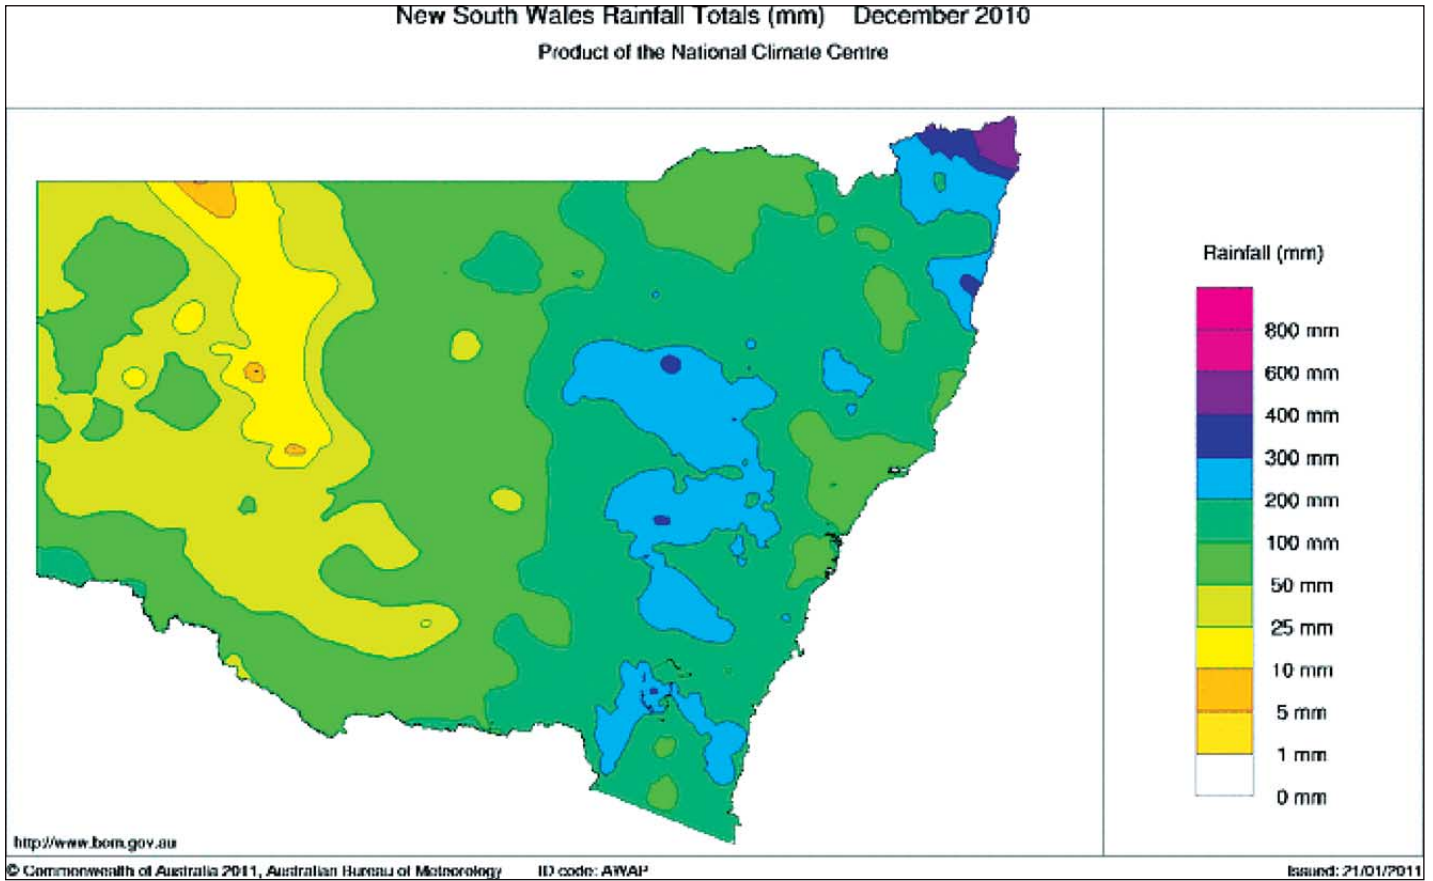 New South Wales Rainfall Totals (mm) December 2010
Product of the National Climate Centre
Rainfall (mm)
800 mm
600 mm
400 mm
300 mm
200 mm
100 mm
50 mm
25 mm
10 mm
5 mm
1 mm
0 mm
http://www.bom.gov.au
© Commonwealth of Australia 2011, Australian Bureau of Meteorology ID code: AWAP Issued: 21/01/2011